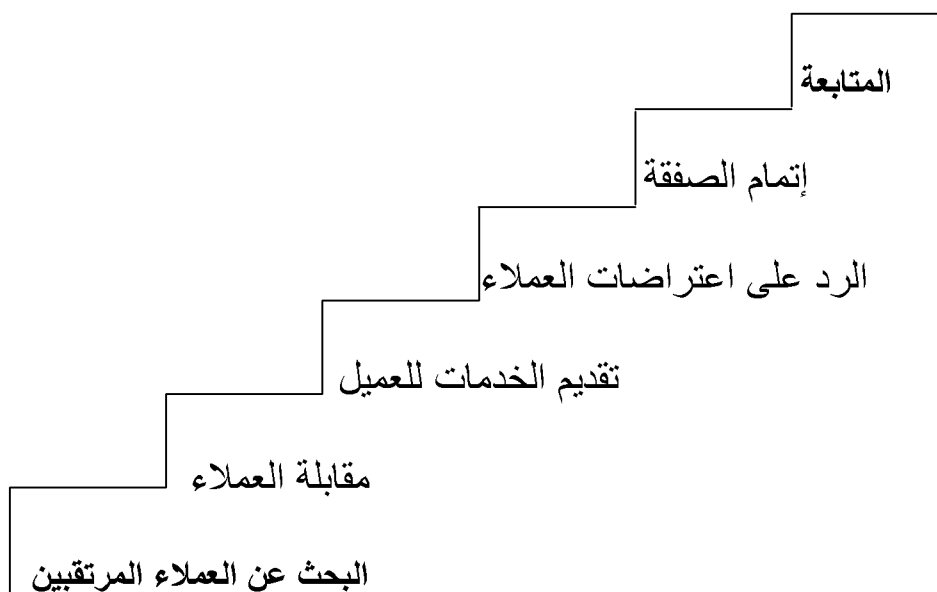 المتابعة
إتمام الصفقة
الرد على اعتراضات العملاء
تقديم الخدمات للعميل
مقابلة العملاء
البحث عن العملاء المرتقبين